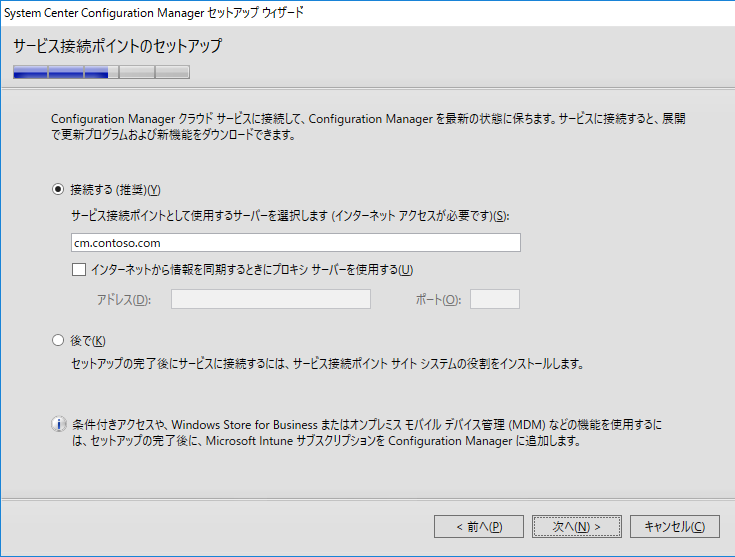 System Center Configuration Manager セットアップ ウィザード
サービス接続ポイントのセットアップ
Configuration Manager クラウド サービスに接続して、Configuration Manager を最新の状態に保ちます。サービスに接続すると、展開
で更新プログラムおよび新機能をダウンロードできます。
接続する (推奨)(Y)
サービス接続ポイントとして使用するサーバーを選択します (インターネット アクセスが必要です)(S):
cm.contoso.com
インターネットから情報を同期するときにプロキシ サーバーを使用する(U)
アドレス(D): ポート(O):
後で(K)
セットアップの完了後にサービスに接続するには、サービス接続ポイント サイト システムの役割をインストールします。
条件付きアクセスや、Windows Store for Business またはオンプレミス モバイル デバイス管理 (MDM) などの機能を使用するに
は、セットアップの完了後に、Microsoft Intune サブスクリプションを Configuration Manager に追加します。
< 前へ(P) 次へ(N) > キャンセル(C)